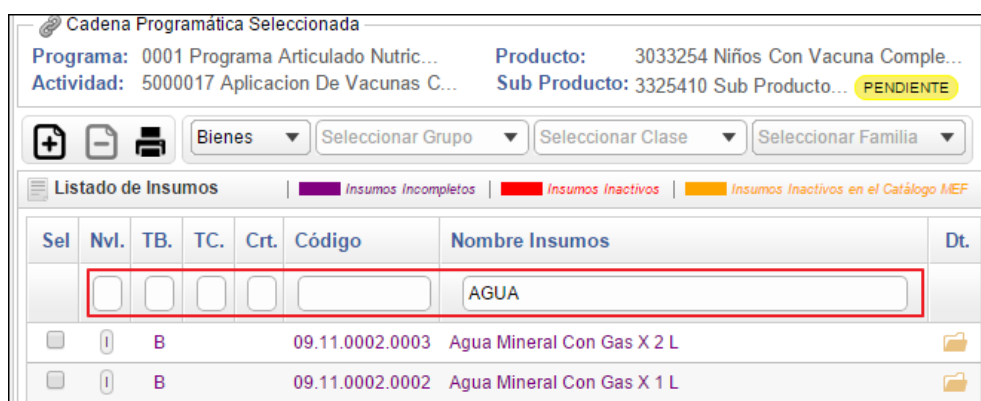 Cadena Programática Seleccionada
Programa: 0001 Programa Articulado Nutric... Producto: 3033254 Niños Con Vacuna Comple...
Actividad: 5000017 Aplicacion De Vacunas C... Sub Producto: 3325410 Sub Producto... PENDIENTE
Bienes Seleccionar Grupo Seleccionar Clase Seleccionar Familia
Listado de Insumos | Insumos Incompletos | Insumos Inactivos | Insumos Inactivos en el Catálogo MEF
Sel Nvl. TB. TC. Crt. Código Nombre Insumos Dt.
AGUA
I B 09.11.0002.0003 Agua Mineral Con Gas X 2 L
I B 09.11.0002.0002 Agua Mineral Con Gas X 1 L